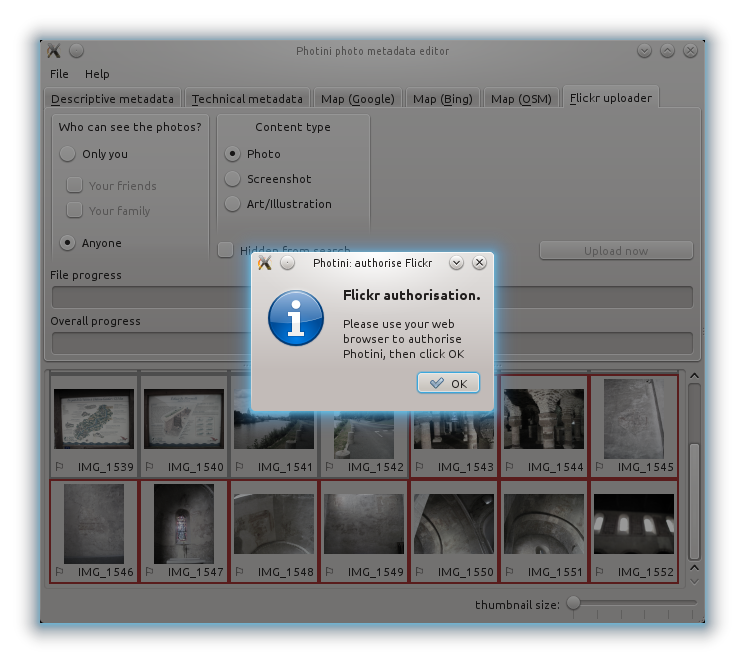 Photini photo metadata editor
File Help
Descriptive metadata Technical metadata Map (Google) Map (Bing) Map (OSM) Flickr uploader
Who can see the photos? Content type
Only you Photo
Your friends Screenshot
Your family Art/Illustration
Anyone Hidden from search Upload now
File progress
Overall progress
Photini: authorise Flickr
Flickr authorisation.
Please use your web
browser to authorise
Photini, then click OK
OK
IMG_1539 IMG_1540 IMG_1541 IMG_1542 IMG_1543 IMG_1544 IMG_1545
IMG_1546 IMG_1547 IMG_1548 IMG_1549 IMG_1550 IMG_1551 IMG_1552
thumbnail size: